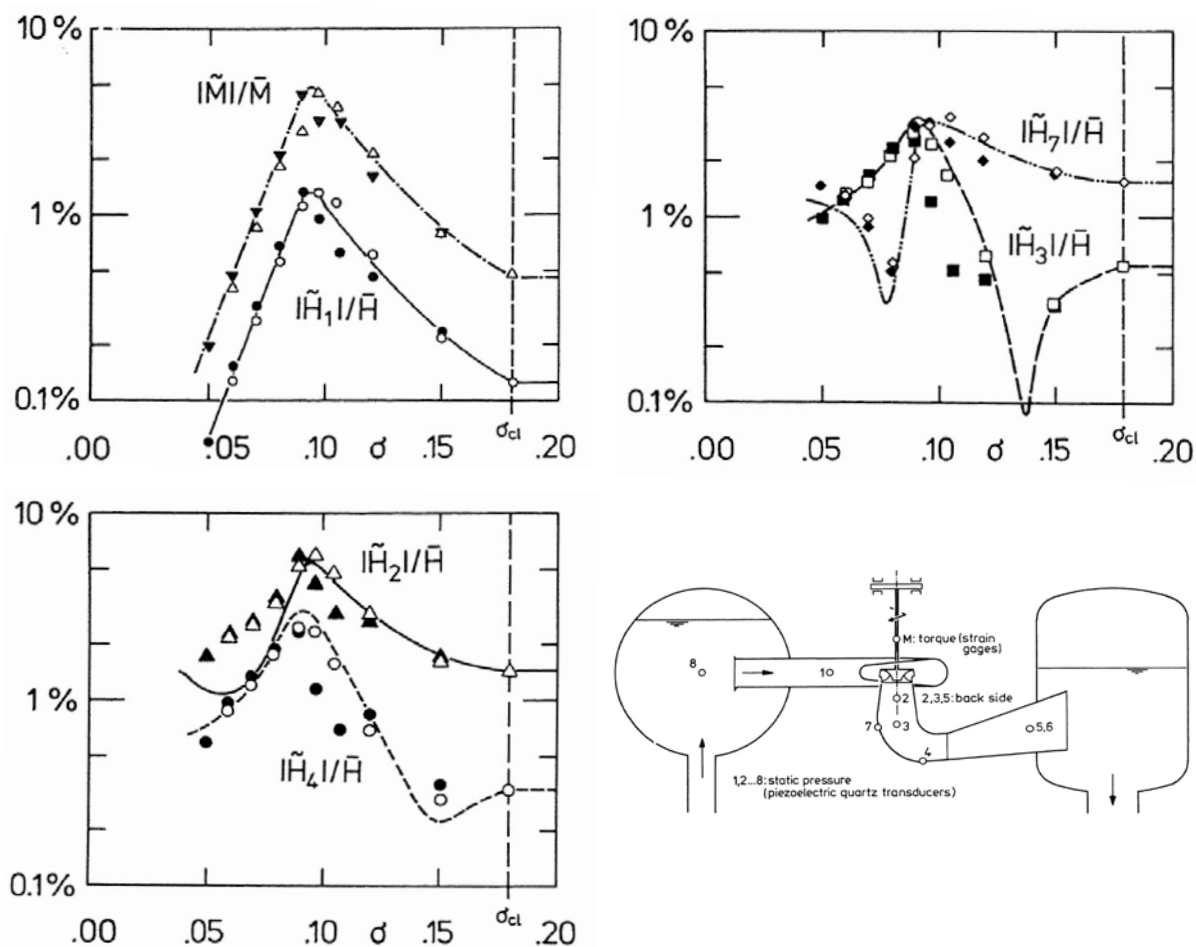 10 %
|M̃|/M̄
1 %
|H̃₁|/H̄
0.1%
.00 .05 .10 σ .15 σcl .20
10 %
|H̃₇|/H̄
1 %
|H̃₃|/H̄
0.1%
.00 .05 .10 σ .15 σcl .20
10 %
|H̃₂|/H̄
1 %
|H̃₄|/H̄
0.1%
.00 .05 .10 σ .15 σcl .20
M: torque (strain
gages)
8
1
2
2,3,5: back side
3
7
4
5,6
1,2...8: static pressure
(piezoelectric quartz transducers)